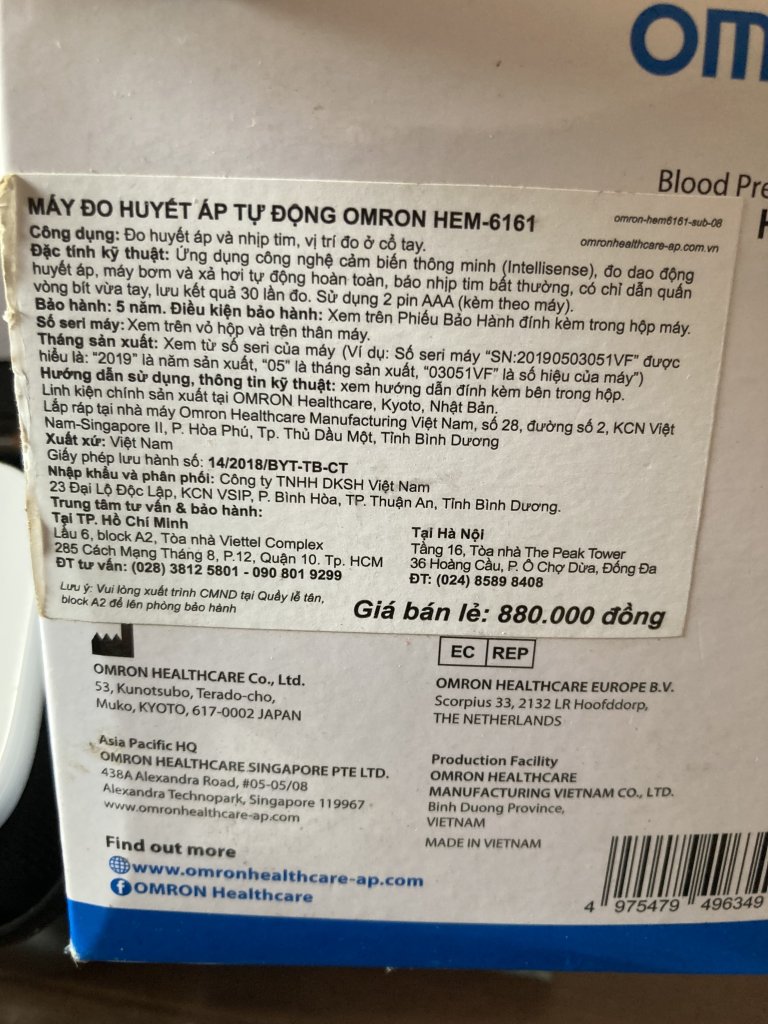 OM
Blood Pre
MÁY ĐO HUYẾT ÁP TỰ ĐỘNG OMRON HEM-6161
omron-hem6161-sub-08
Công dụng: Đo huyết áp và nhịp tim, vị trí đo ở cổ tay.
omronhealthcare-ap.com.vn
Đặc tính kỹ thuật: Ứng dụng công nghệ cảm biến thông minh (Intellisense), đo dao động
huyết áp, máy bơm và xả hơi tự động hoàn toàn, báo nhịp tim bất thường, có chỉ dẫn quấn
vòng bít vừa tay, lưu kết quả 30 lần đo. Sử dụng 2 pin AAA (kèm theo máy).
Bảo hành: 5 năm. Điều kiện bảo hành: Xem trên Phiếu Bảo Hành đính kèm trong hộp máy.
Số seri máy: Xem trên vỏ hộp và trên thân máy.
Tháng sản xuất: Xem từ số seri của máy (Ví dụ: Số seri máy “SN:20190503051VF” được
hiểu là: “2019” là năm sản xuất, “05” là tháng sản xuất, “03051VF” là số hiệu của máy”)
Hướng dẫn sử dụng, thông tin kỹ thuật: xem hướng dẫn đính kèm bên trong hộp.
Linh kiện chính sản xuất tại OMRON Healthcare, Kyoto, Nhật Bản.
Lắp ráp tại nhà máy Omron Healthcare Manufacturing Việt Nam, số 28, đường số 2, KCN Việt
Nam-Singapore II, P. Hòa Phú, Tp. Thủ Dầu Một, Tỉnh Bình Dương
Xuất xứ: Việt Nam
Giấy phép lưu hành số: 14/2018/BYT-TB-CT
Nhập khẩu và phân phối: Công ty TNHH DKSH Việt Nam
23 Đại Lộ Độc Lập, KCN VSIP, P. Bình Hòa, TP. Thuận An, Tỉnh Bình Dương.
Trung tâm tư vấn & bảo hành:
Tại TP. Hồ Chí Minh
Lầu 6, block A2, Tòa nhà Viettel Complex
285 Cách Mạng Tháng 8, P.12, Quận 10. Tp. HCM
ĐT tư vấn: (028) 3812 5801 - 090 801 9299
Tại Hà Nội
Tầng 16, Tòa nhà The Peak Tower
36 Hoàng Cầu, P. Ô Chợ Dừa, Đống Đa
ĐT: (024) 8589 8408
Lưu ý: Vui lòng xuất trình CMND tại Quầy lễ tân,
block A2 để lên phòng bảo hành
Giá bán lẻ: 880.000 đồng
EC REP
OMRON HEALTHCARE Co., Ltd.
53, Kunotsubo, Terado-cho,
Muko, KYOTO, 617-0002 JAPAN
OMRON HEALTHCARE EUROPE B.V.
Scorpius 33, 2132 LR Hoofddorp,
THE NETHERLANDS
Asia Pacific HQ
OMRON HEALTHCARE SINGAPORE PTE LTD.
438A Alexandra Road, #05-05/08
Alexandra Technopark, Singapore 119967
www.omronhealthcare-ap.com
Production Facility
OMRON HEALTHCARE
MANUFACTURING VIETNAM CO., LTD.
Binh Duong Province,
VIETNAM
MADE IN VIETNAM
Find out more
www.omronhealthcare-ap.com
OMRON Healthcare
4 975479 496349